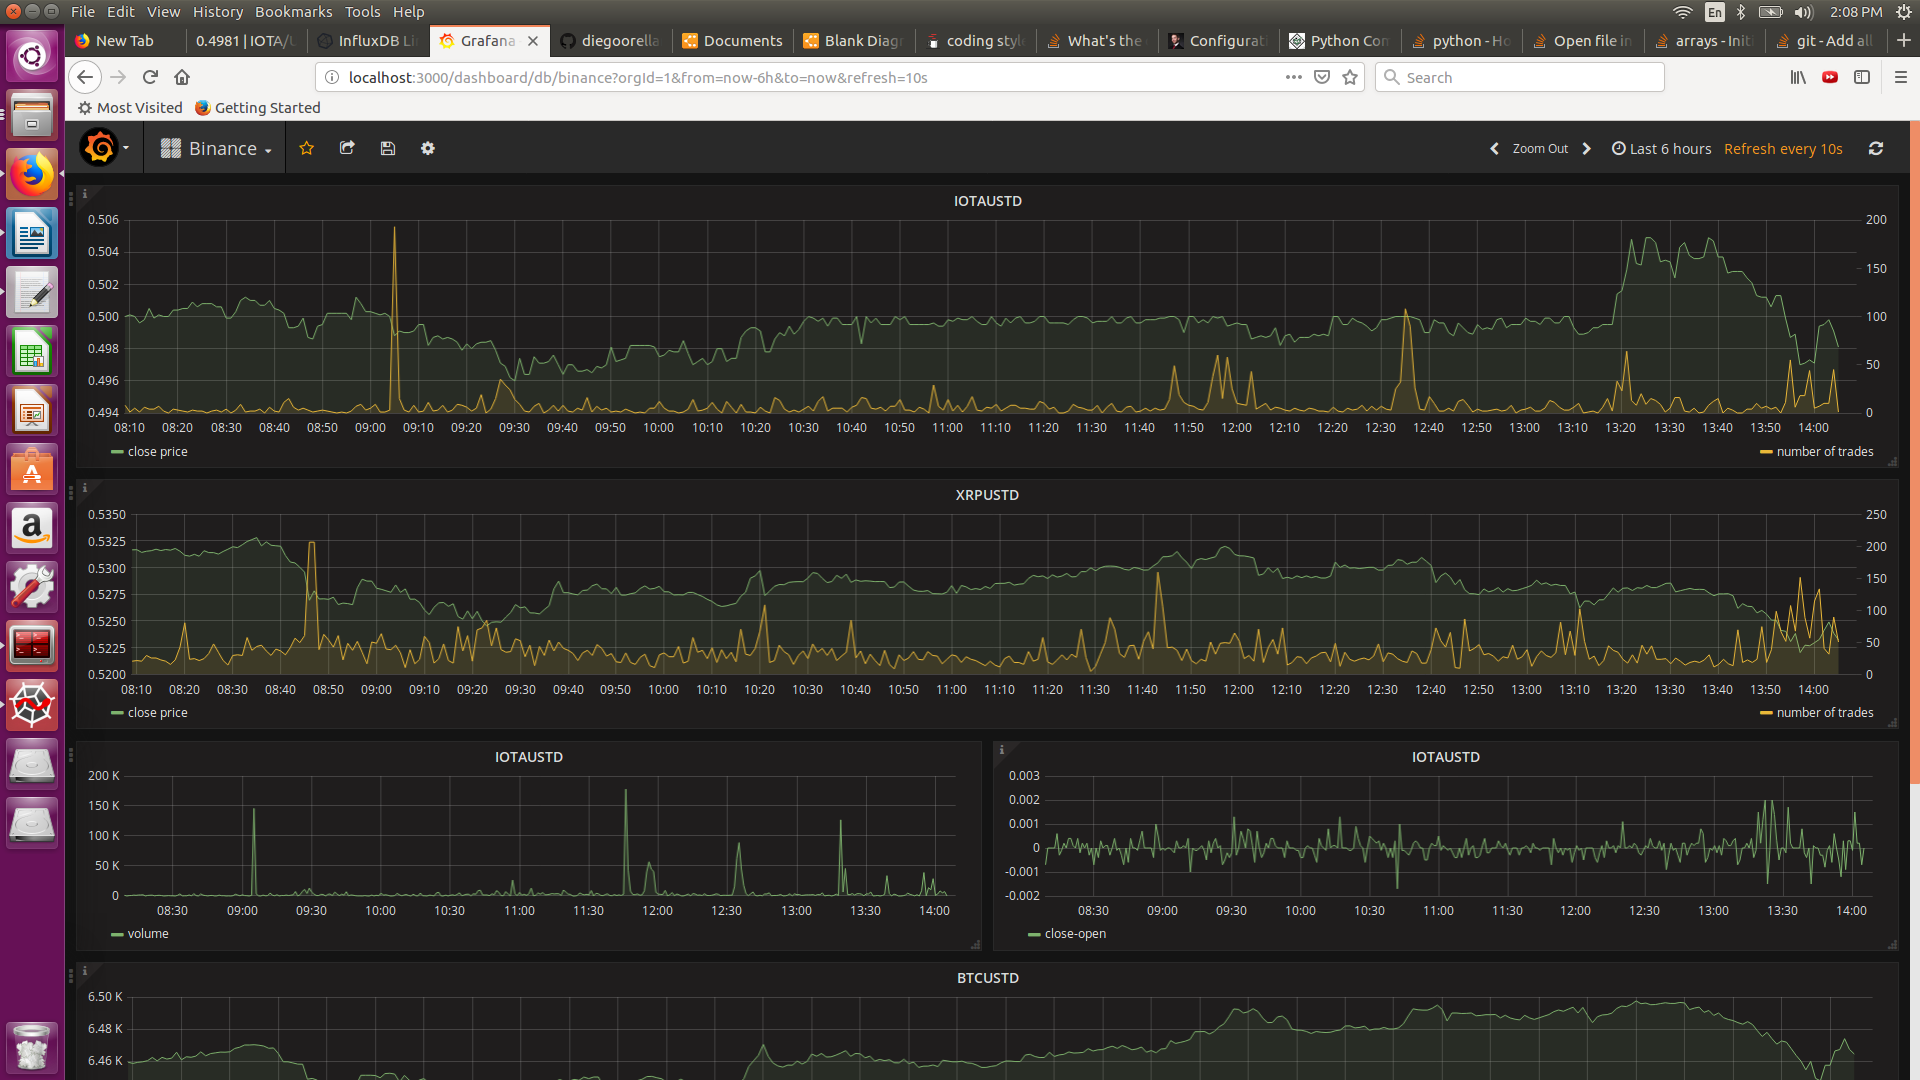 File Edit View History Bookmarks Tools Help En 2:08 PM
New Tab 0.4981 | IOTA/U InfluxDB Li Grafana diegoorella Documents Blank Diag coding style What's the Configurat Python Con python - Ho Open file in arrays - Initi git - Add all
localhost:3000/dashboard/db/binance?orgId=1&from=now-6h&to=now&refresh=10s Search
Most Visited Getting Started
Binance Zoom Out Last 6 hours Refresh every 10s
IOTAUSTD
0.506 200
0.504
0.502 150
0.500 100
0.498
0.496 50
0.494 0
08:10 08:20 08:30 08:40 08:50 09:00 09:10 09:20 09:30 09:40 09:50 10:00 10:10 10:20 10:30 10:40 10:50 11:00 11:10 11:20 11:30 11:40 11:50 12:00 12:10 12:20 12:30 12:40 12:50 13:00 13:10 13:20 13:30 13:40 13:50 14:00
close price number of trades
XRPUSTD
0.5350 250
0.5325 200
0.5300
0.5275 150
0.5250 100
0.5225 50
0.5200 0
08:10 08:20 08:30 08:40 08:50 09:00 09:10 09:20 09:30 09:40 09:50 10:00 10:10 10:20 10:30 10:40 10:50 11:00 11:10 11:20 11:30 11:40 11:50 12:00 12:10 12:20 12:30 12:40 12:50 13:00 13:10 13:20 13:30 13:40 13:50 14:00
close price number of trades
IOTAUSTD
200 K
150 K
100 K
50 K
0
08:30 09:00 09:30 10:00 10:30 11:00 11:30 12:00 12:30 13:00 13:30 14:00
volume
IOTAUSTD
0.003
0.002
0.001
0
-0.001
-0.002
08:30 09:00 09:30 10:00 10:30 11:00 11:30 12:00 12:30 13:00 13:30 14:00
close-open
BTCUSTD
6.50 K
6.48 K
6.46 K